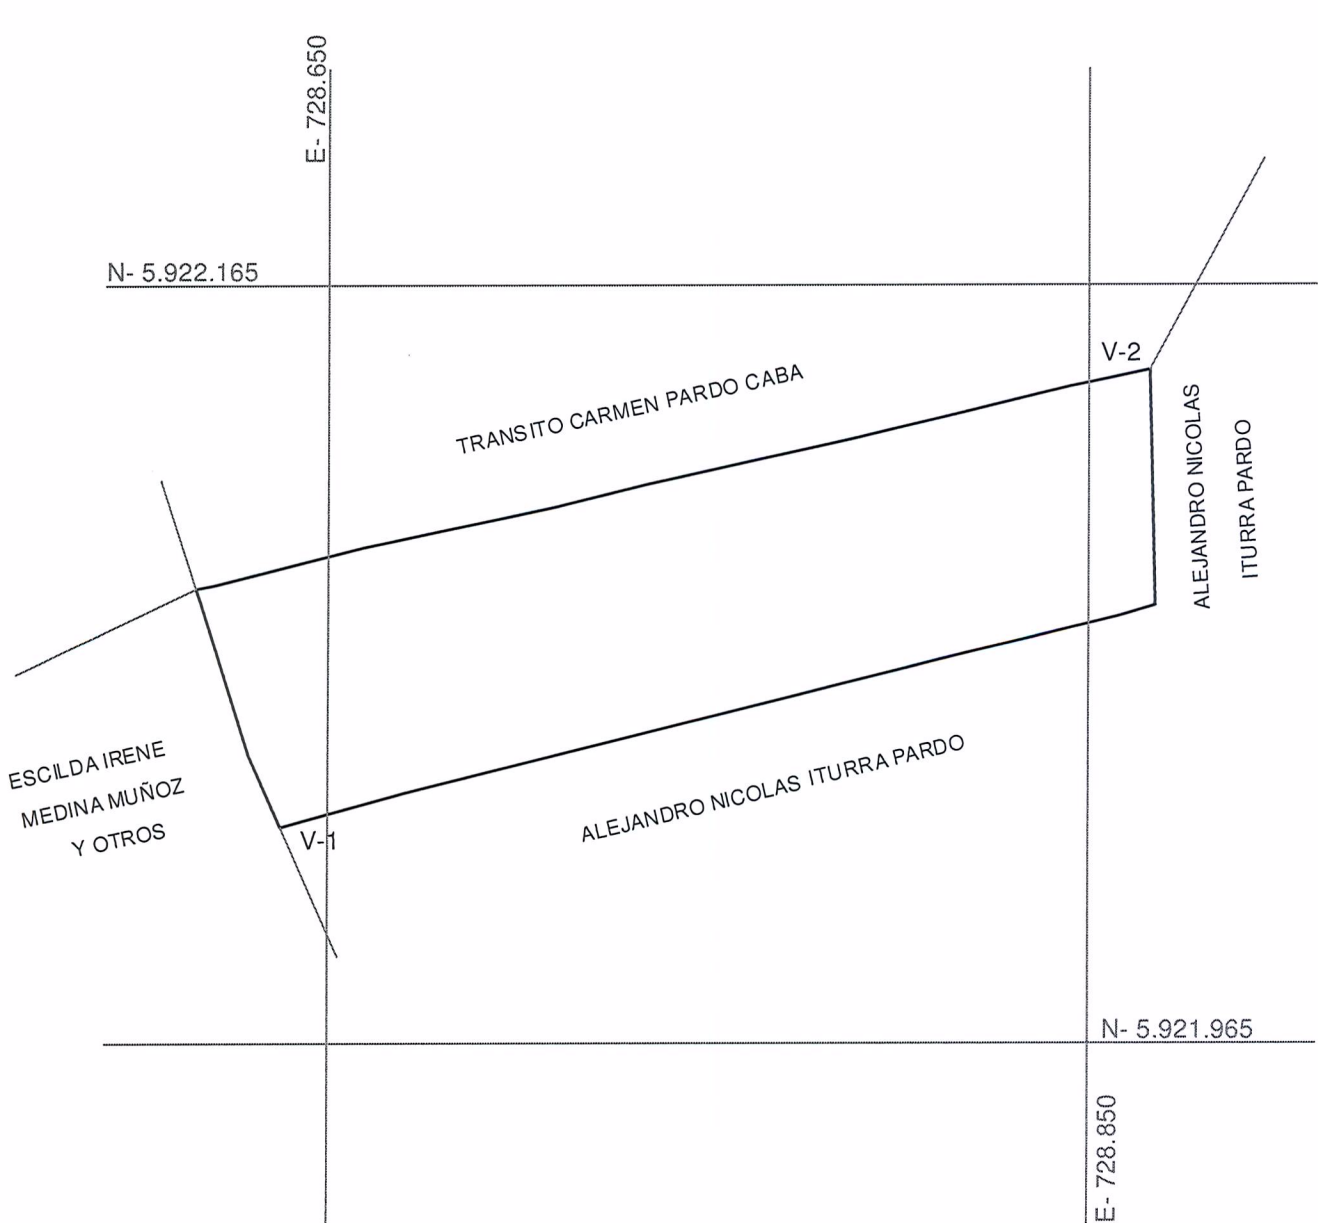 E- 728.650
N- 5.922.165
V-2
TRANSITO CARMEN PARDO CABA
ALEJANDRO NICOLAS
ITURRA PARDO
ESCILDA IRENE
MEDINA MUÑOZ
Y OTROS
V-1
ALEJANDRO NICOLAS ITURRA PARDO
N- 5.921.965
E- 728.850